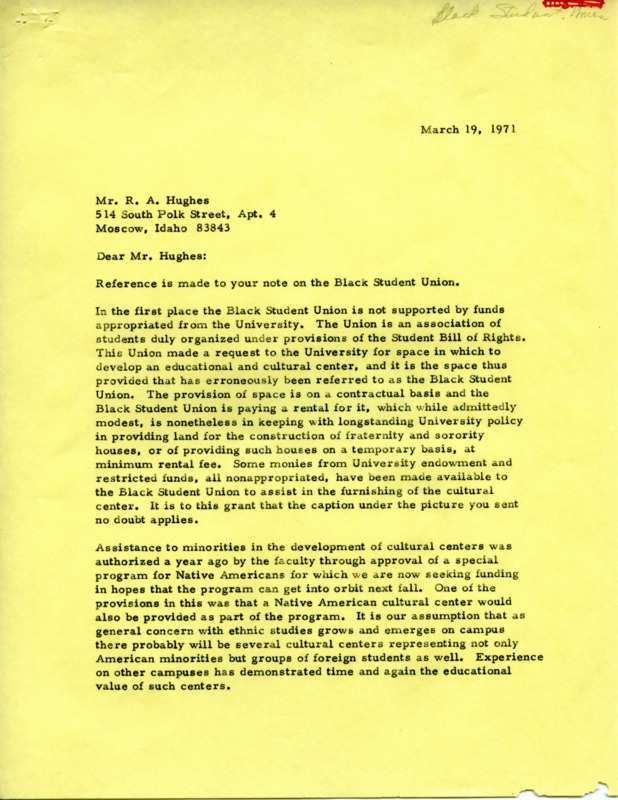 Black Student Union
March 19, 1971
Mr. R. A. Hughes
514 South Polk Street, Apt. 4
Moscow, Idaho 83843
Dear Mr. Hughes:
Reference is made to your note on the Black Student Union.
In the first place the Black Student Union is not supported by funds
appropriated from the University. The Union is an association of
students duly organized under provisions of the Student Bill of Rights.
This Union made a request to the University for space in which to
develop an educational and cultural center, and it is the space thus
provided that has erroneously been referred to as the Black Student
Union. The provision of space is on a contractual basis and the
Black Student Union is paying a rental for it, which while admittedly
modest, is nonetheless in keeping with longstanding University policy
in providing land for the construction of fraternity and sorority
houses, or of providing such houses on a temporary basis, at
minimum rental fee. Some monies from University endowment and
restricted funds, all nonappropriated, have been made available to
the Black Student Union to assist in the furnishing of the cultural
center. It is to this grant that the caption under the picture you sent
no doubt applies.
Assistance to minorities in the development of cultural centers was
authorized a year ago by the faculty through approval of a special
program for Native Americans for which we are now seeking funding
in hopes that the program can get into orbit next fall. One of the
provisions in this was that a Native American cultural center would
also be provided as part of the program. It is our assumption that as
general concern with ethnic studies grows and emerges on campus
there probably will be several cultural centers representing not only
American minorities but groups of foreign students as well. Experience
on other campuses has demonstrated time and again the educational
value of such centers.